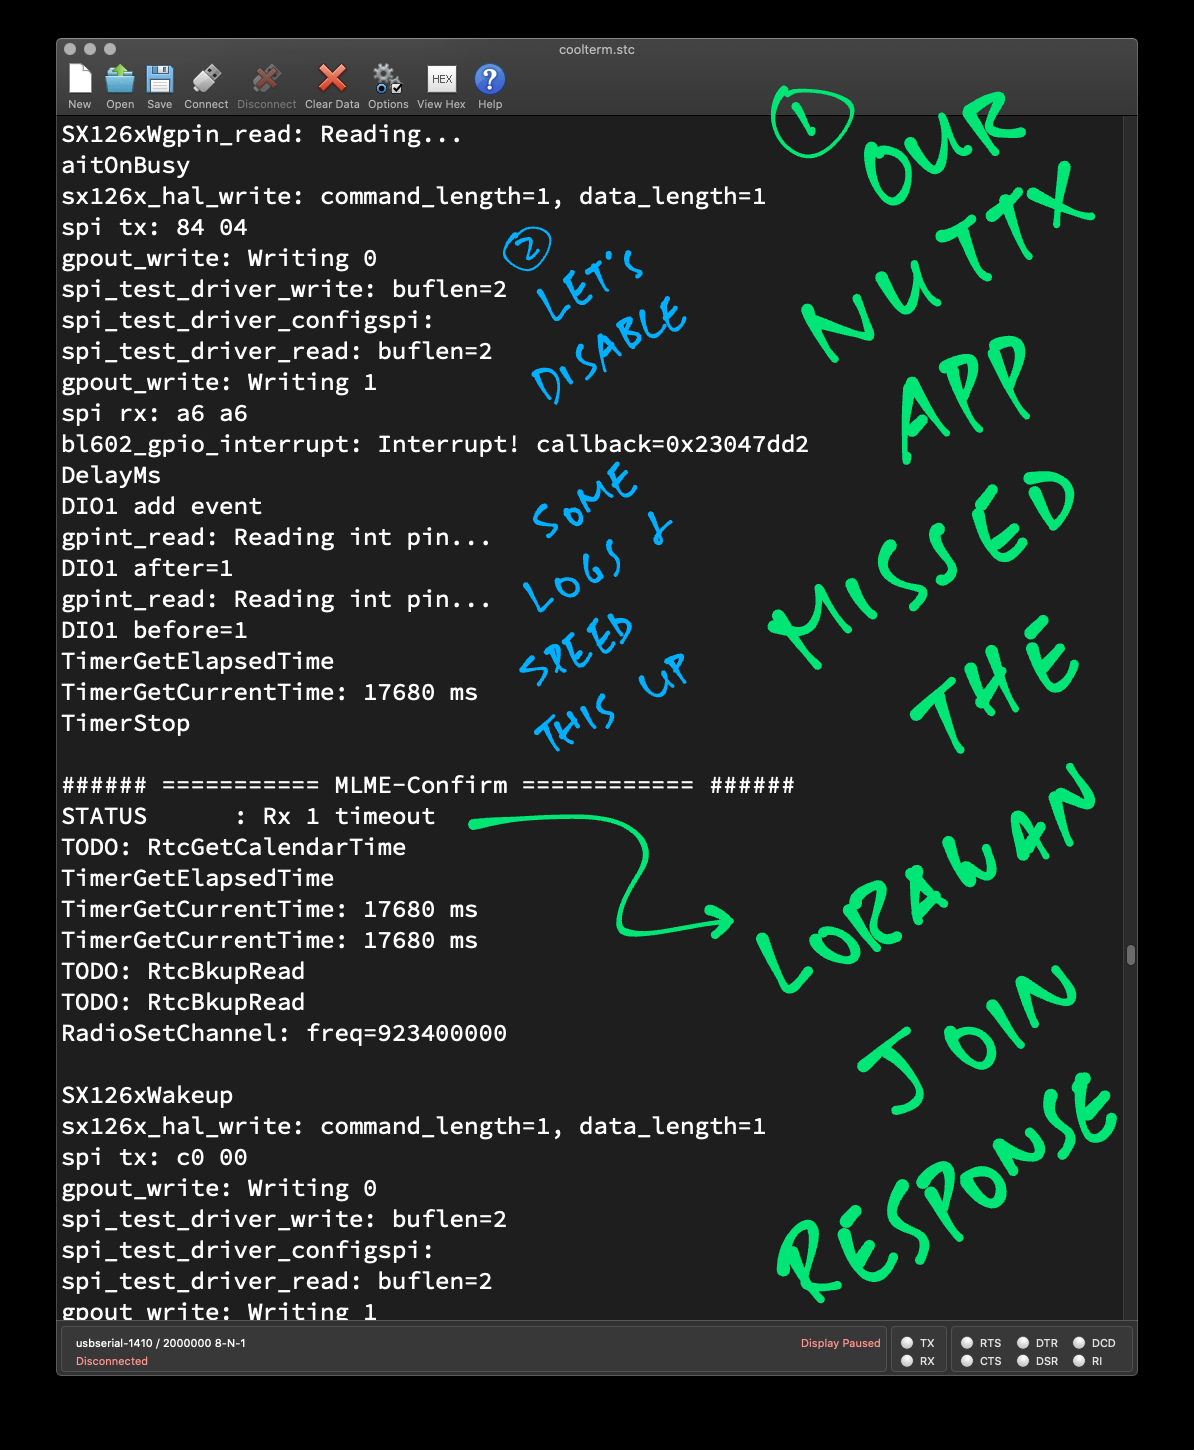 coolterm.stc
New Open Save Connect Disconnect Clear Data Options HEX View Hex ? Help
SX126xWgpin_read: Reading...
aitOnBusy
sx126x_hal_write: command_length=1, data_length=1
spi tx: 84 04
gpout_write: Writing 0
spi_test_driver_write: buflen=2
spi_test_driver_configspi:
spi_test_driver_read: buflen=2
gpout_write: Writing 1
spi rx: a6 a6
bl602_gpio_interrupt: Interrupt! callback=0x23047dd2
DelayMs
DIO1 add event
gpint_read: Reading int pin...
DIO1 after=1
gpint_read: Reading int pin...
DIO1 before=1
TimerGetElapsedTime
TimerGetCurrentTime: 17680 ms
TimerStop
###### =========== MLME-Confirm ============ ######
STATUS      : Rx 1 timeout
TODO: RtcGetCalendarTime
TimerGetElapsedTime
TimerGetCurrentTime: 17680 ms
TimerGetCurrentTime: 17680 ms
TODO: RtcBkupRead
TODO: RtcBkupRead
RadioSetChannel: freq=923400000
SX126xWakeup
sx126x_hal_write: command_length=1, data_length=1
spi tx: c0 00
gpout_write: Writing 0
spi_test_driver_write: buflen=2
spi_test_driver_configspi:
spi_test_driver_read: buflen=2
gpout_write: Writing 1
1
OUR
NUTTX
APP
MISSED
THE
LORAWAN
JOIN
RESPONSE
2
LET'S
DISABLE
SOME
LOGS &
SPEED
THIS UP
usbserial-1410 / 2000000 8-N-1
Disconnected
Display Paused
TX RTS DTR DCD
RX CTS DSR RI